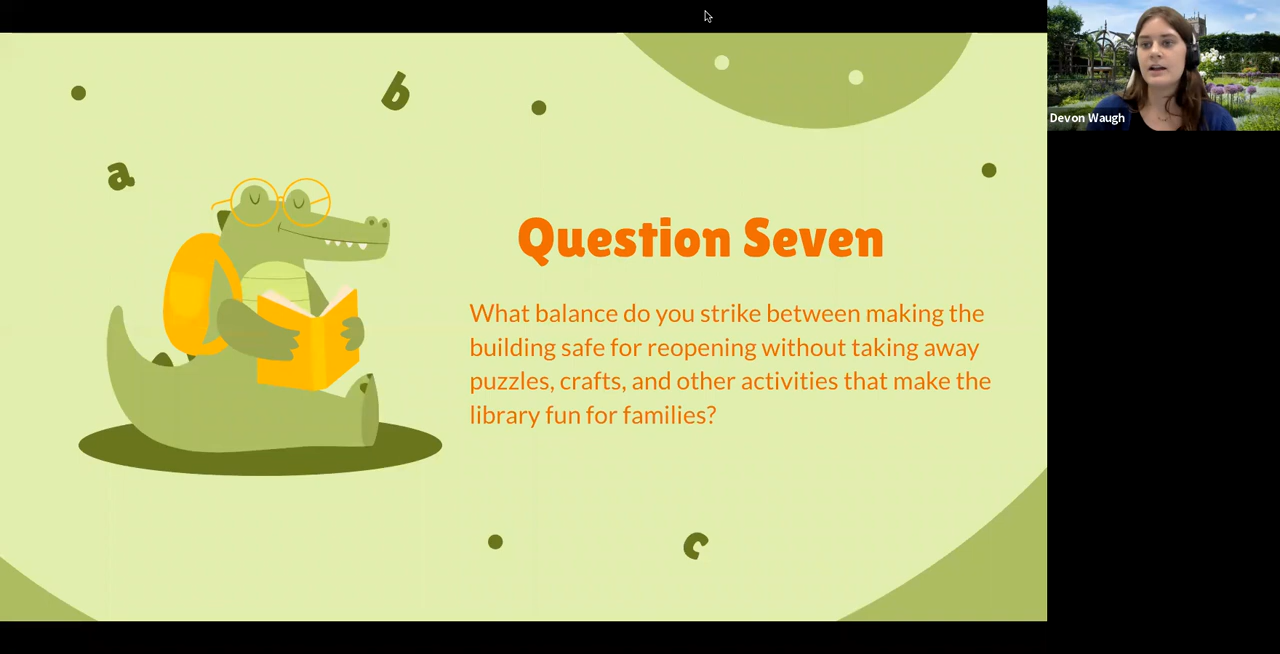 b
a
Question Seven
What balance do you strike between making the
building safe for reopening without taking away
puzzles, crafts, and other activities that make the
library fun for families?
c
Devon Waugh